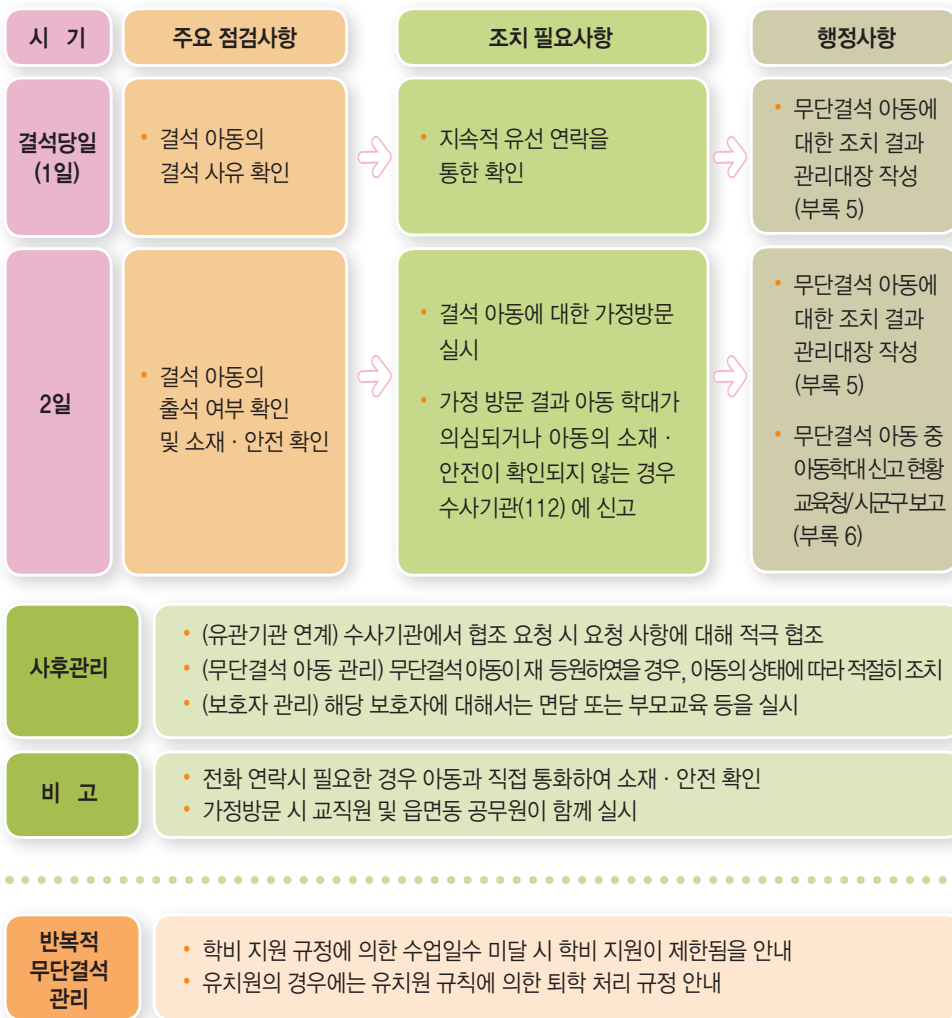 시 기
주요 점검사항
조치 필요사항
행정사항
결석당일
(1일)
• 결석 아동의
결석 사유 확인
• 지속적 유선 연락을
통한 확인
• 무단결석 아동에
대한 조치 결과
관리대장 작성
(부록 5)
2일
• 결석 아동의
출석 여부 확인
및 소재 · 안전 확인
• 결석 아동에 대한 가정방문
실시
• 가정 방문 결과 아동 학대가
의심되거나 아동의 소재 ·
안전이 확인되지 않는 경우
수사기관(112) 에 신고
• 무단결석 아동에
대한 조치 결과
관리대장 작성
(부록 5)
• 무단결석 아동 중
아동학대 신고 현황
교육청/시군구 보고
(부록 6)
사후관리
• (유관기관 연계) 수사기관에서 협조 요청 시 요청 사항에 대해 적극 협조
• (무단결석 아동 관리) 무단결석 아동이 재 등원하였을 경우, 아동의 상태에 따라 적절히 조치
• (보호자 관리) 해당 보호자에 대해서는 면담 또는 부모교육 등을 실시
비 고
• 전화 연락시 필요한 경우 아동과 직접 통화하여 소재 · 안전 확인
• 가정방문 시 교직원 및 읍면동 공무원이 함께 실시
반복적
무단결석
관리
• 학비 지원 규정에 의한 수업일수 미달 시 학비 지원이 제한됨을 안내
• 유치원의 경우에는 유치원 규칙에 의한 퇴학 처리 규정 안내